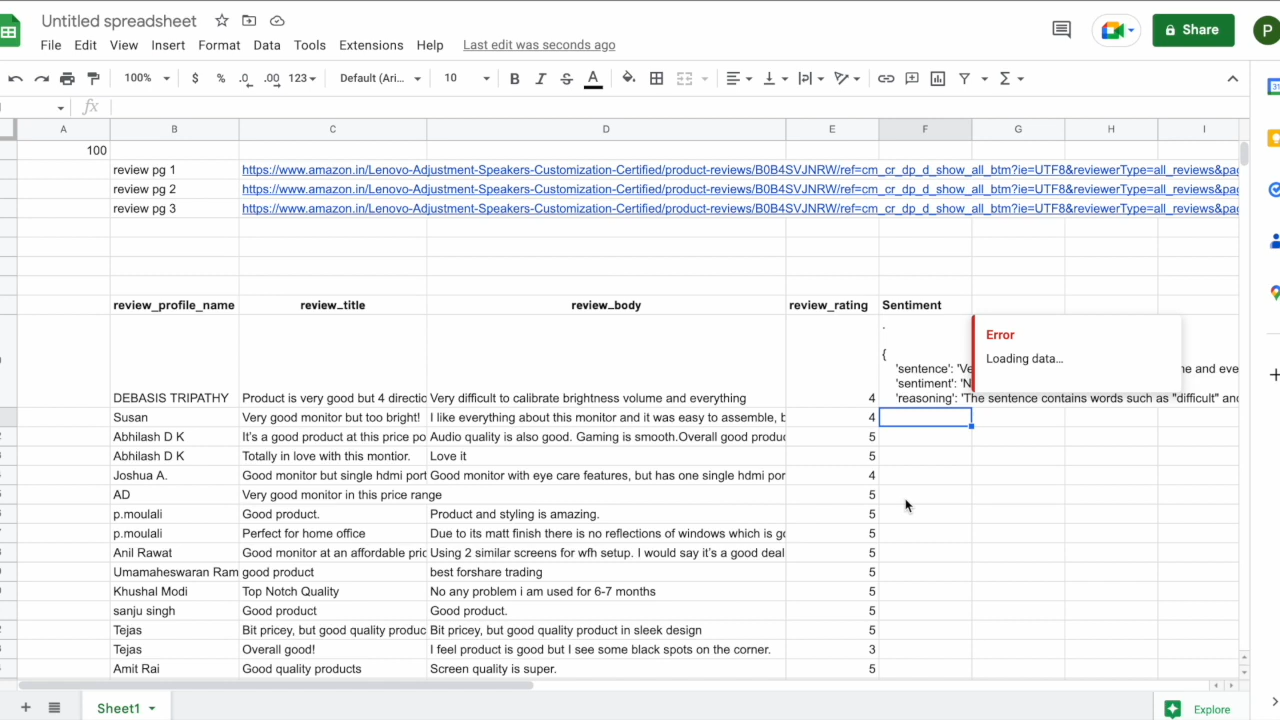 Untitled spreadsheet
File Edit View Insert Format Data Tools Extensions Help Last edit was seconds ago
Share P
100% $ % .0 .00 123 Default (Ari... 10 B I S A
fx
A B C D E F G H I
100
review pg 1 https://www.amazon.in/Lenovo-Adjustment-Speakers-Customization-Certified/product-reviews/B0B4SVJNRW/ref=cm_cr_dp_d_show_all_btm?ie=UTF8&reviewerType=all_reviews&pag
review pg 2 https://www.amazon.in/Lenovo-Adjustment-Speakers-Customization-Certified/product-reviews/B0B4SVJNRW/ref=cm_cr_dp_d_show_all_btm?ie=UTF8&reviewerType=all_reviews&pag
review pg 3 https://www.amazon.in/Lenovo-Adjustment-Speakers-Customization-Certified/product-reviews/B0B4SVJNRW/ref=cm_cr_dp_d_show_all_btm?ie=UTF8&reviewerType=all_reviews&pag
review_profile_name review_title review_body review_rating Sentiment
.
Error
{
Loading data...
'sentence': 'Ve ne and eve
'sentiment': 'N
DEBASIS TRIPATHY Product is very good but 4 directic Very difficult to calibrate brightness volume and everything 4 'reasoning': 'The sentence contains words such as "difficult" and
Susan Very good monitor but too bright! I like everything about this monitor and it was easy to assemble, b 4
Abhilash D K It's a good product at this price po Audio quality is also good. Gaming is smooth.Overall good produc 5
Abhilash D K Totally in love with this montior. Love it 5
Joshua A. Good monitor but single hdmi port Good monitor with eye care features, but has one single hdmi por 4
AD Very good monitor in this price range 5
p.moulali Good product. Product and styling is amazing. 5
p.moulali Perfect for home office Due to its matt finish there is no reflections of windows which is go 5
Anil Rawat Good monitor at an affordable pric Using 2 similar screens for wfh setup. I would say it's a good deal 5
Umamaheswaran Ram good product best forshare trading 5
Khushal Modi Top Notch Quality No any problem i am used for 6-7 months 5
sanju singh Good product Good product. 5
Tejas Bit pricey, but good quality produc Bit pricey, but good quality product in sleek design 5
Tejas Overall good! I feel product is good but I see some black spots on the corner. 3
Amit Rai Good quality products Screen quality is super. 5
Sheet1 Explore